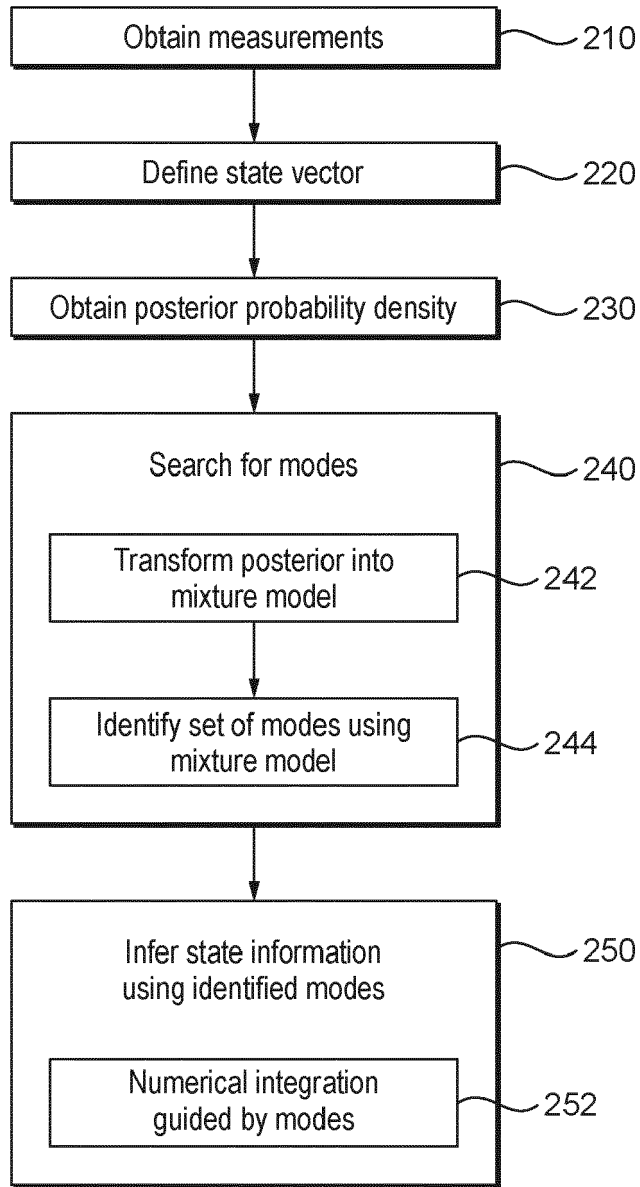 Obtain measurements
210
Define state vector
220
Obtain posterior probability density
230
Search for modes
240
Transform posterior into
mixture model
242
Identify set of modes using
mixture model
244
Infer state information
using identified modes
250
Numerical integration
guided by modes
252